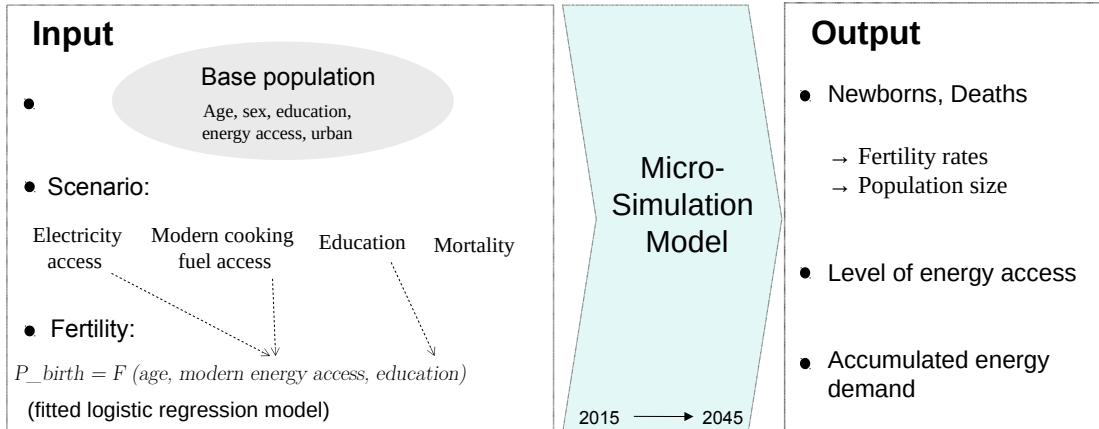 Input
Base population
Age, sex, education,
energy access, urban
● Scenario:
Electricity
access
Modern cooking
fuel access
Education
Mortality
● Fertility:
P_birth = F (age, modern energy access, education)
(fitted logistic regression model)
Micro-
Simulation
Model
2015 → 2045
Output
● Newborns, Deaths
→ Fertility rates
→ Population size
● Level of energy access
● Accumulated energy
demand